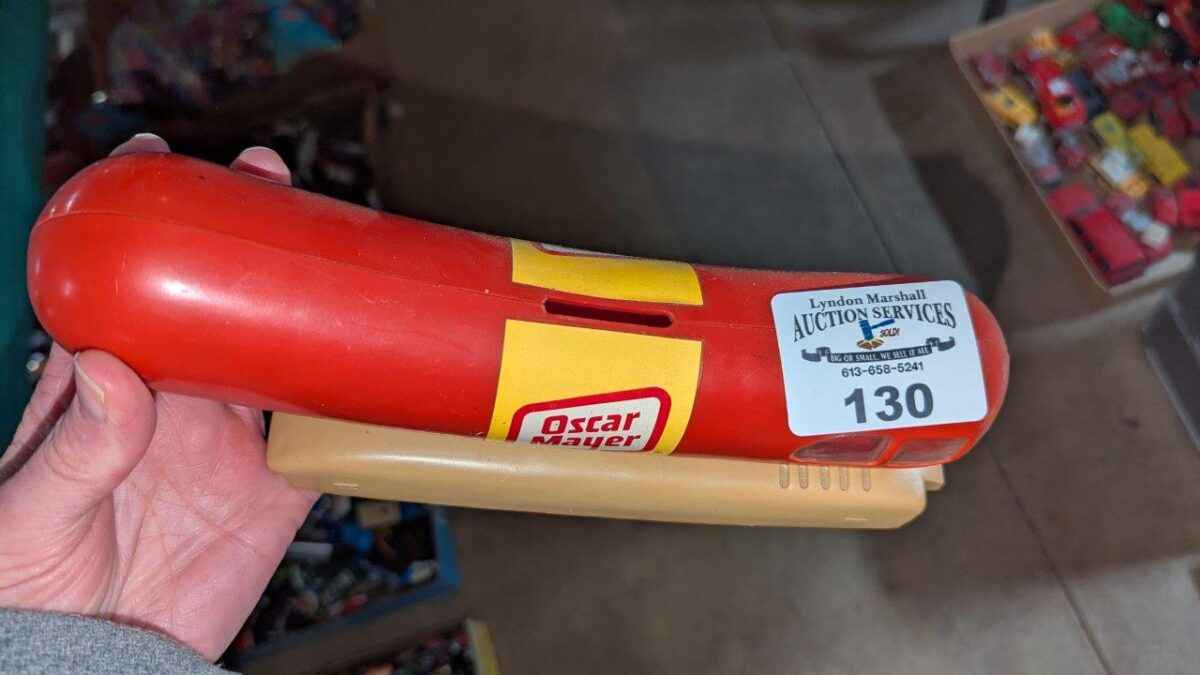 Lyndon Marshall
AUCTION SERVICES
SOLD!
BIG OR SMALL, WE SELL IT ALL
613-658-5241
130
Oscar
Mayer